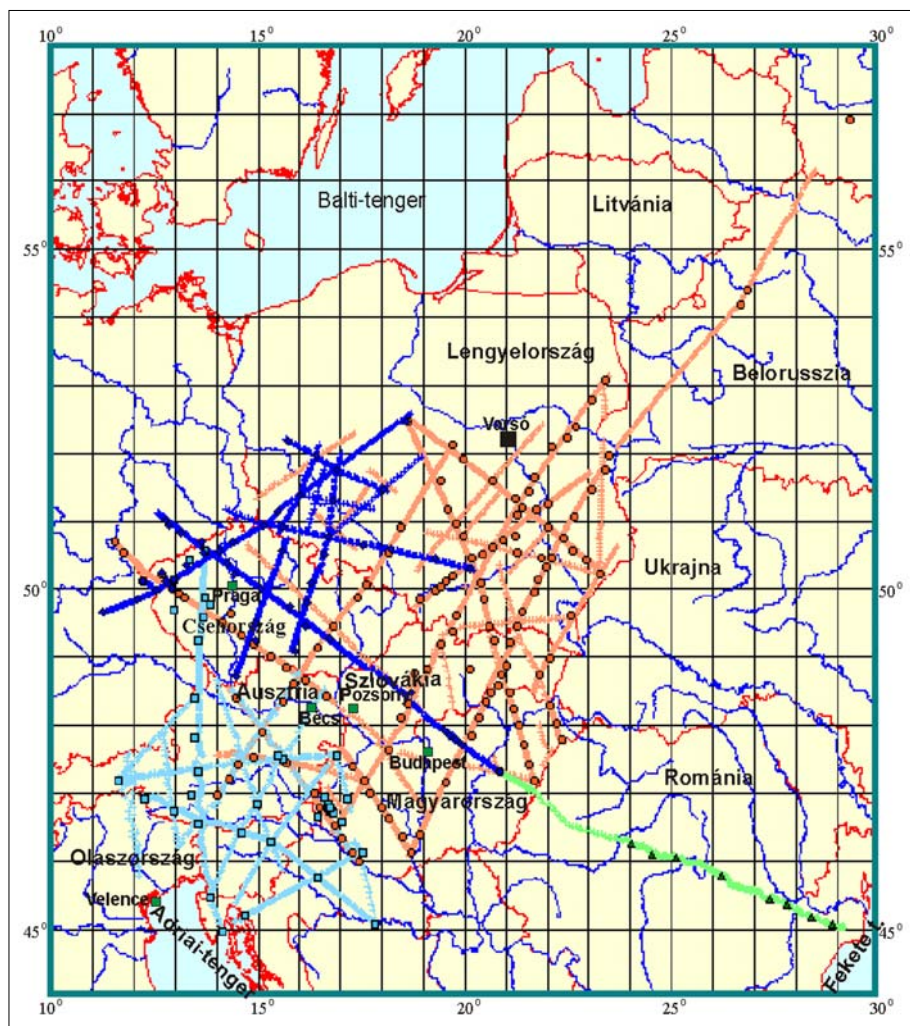 10° 15° 20° 25° 30°
Balti-tenger
Litvánia
55° 55°
Lengyelország
Belorusszia
Varsó
50° 50°
Ukrajna
Prága
Csehország
Szlovákia
Ausztria
Pozsony
Bécs
Budapest
Románia
Magyarország
Olaszország
Velence
Adriai-tenger
45° 45°
Fekete
10° 15° 20° 25° 30°